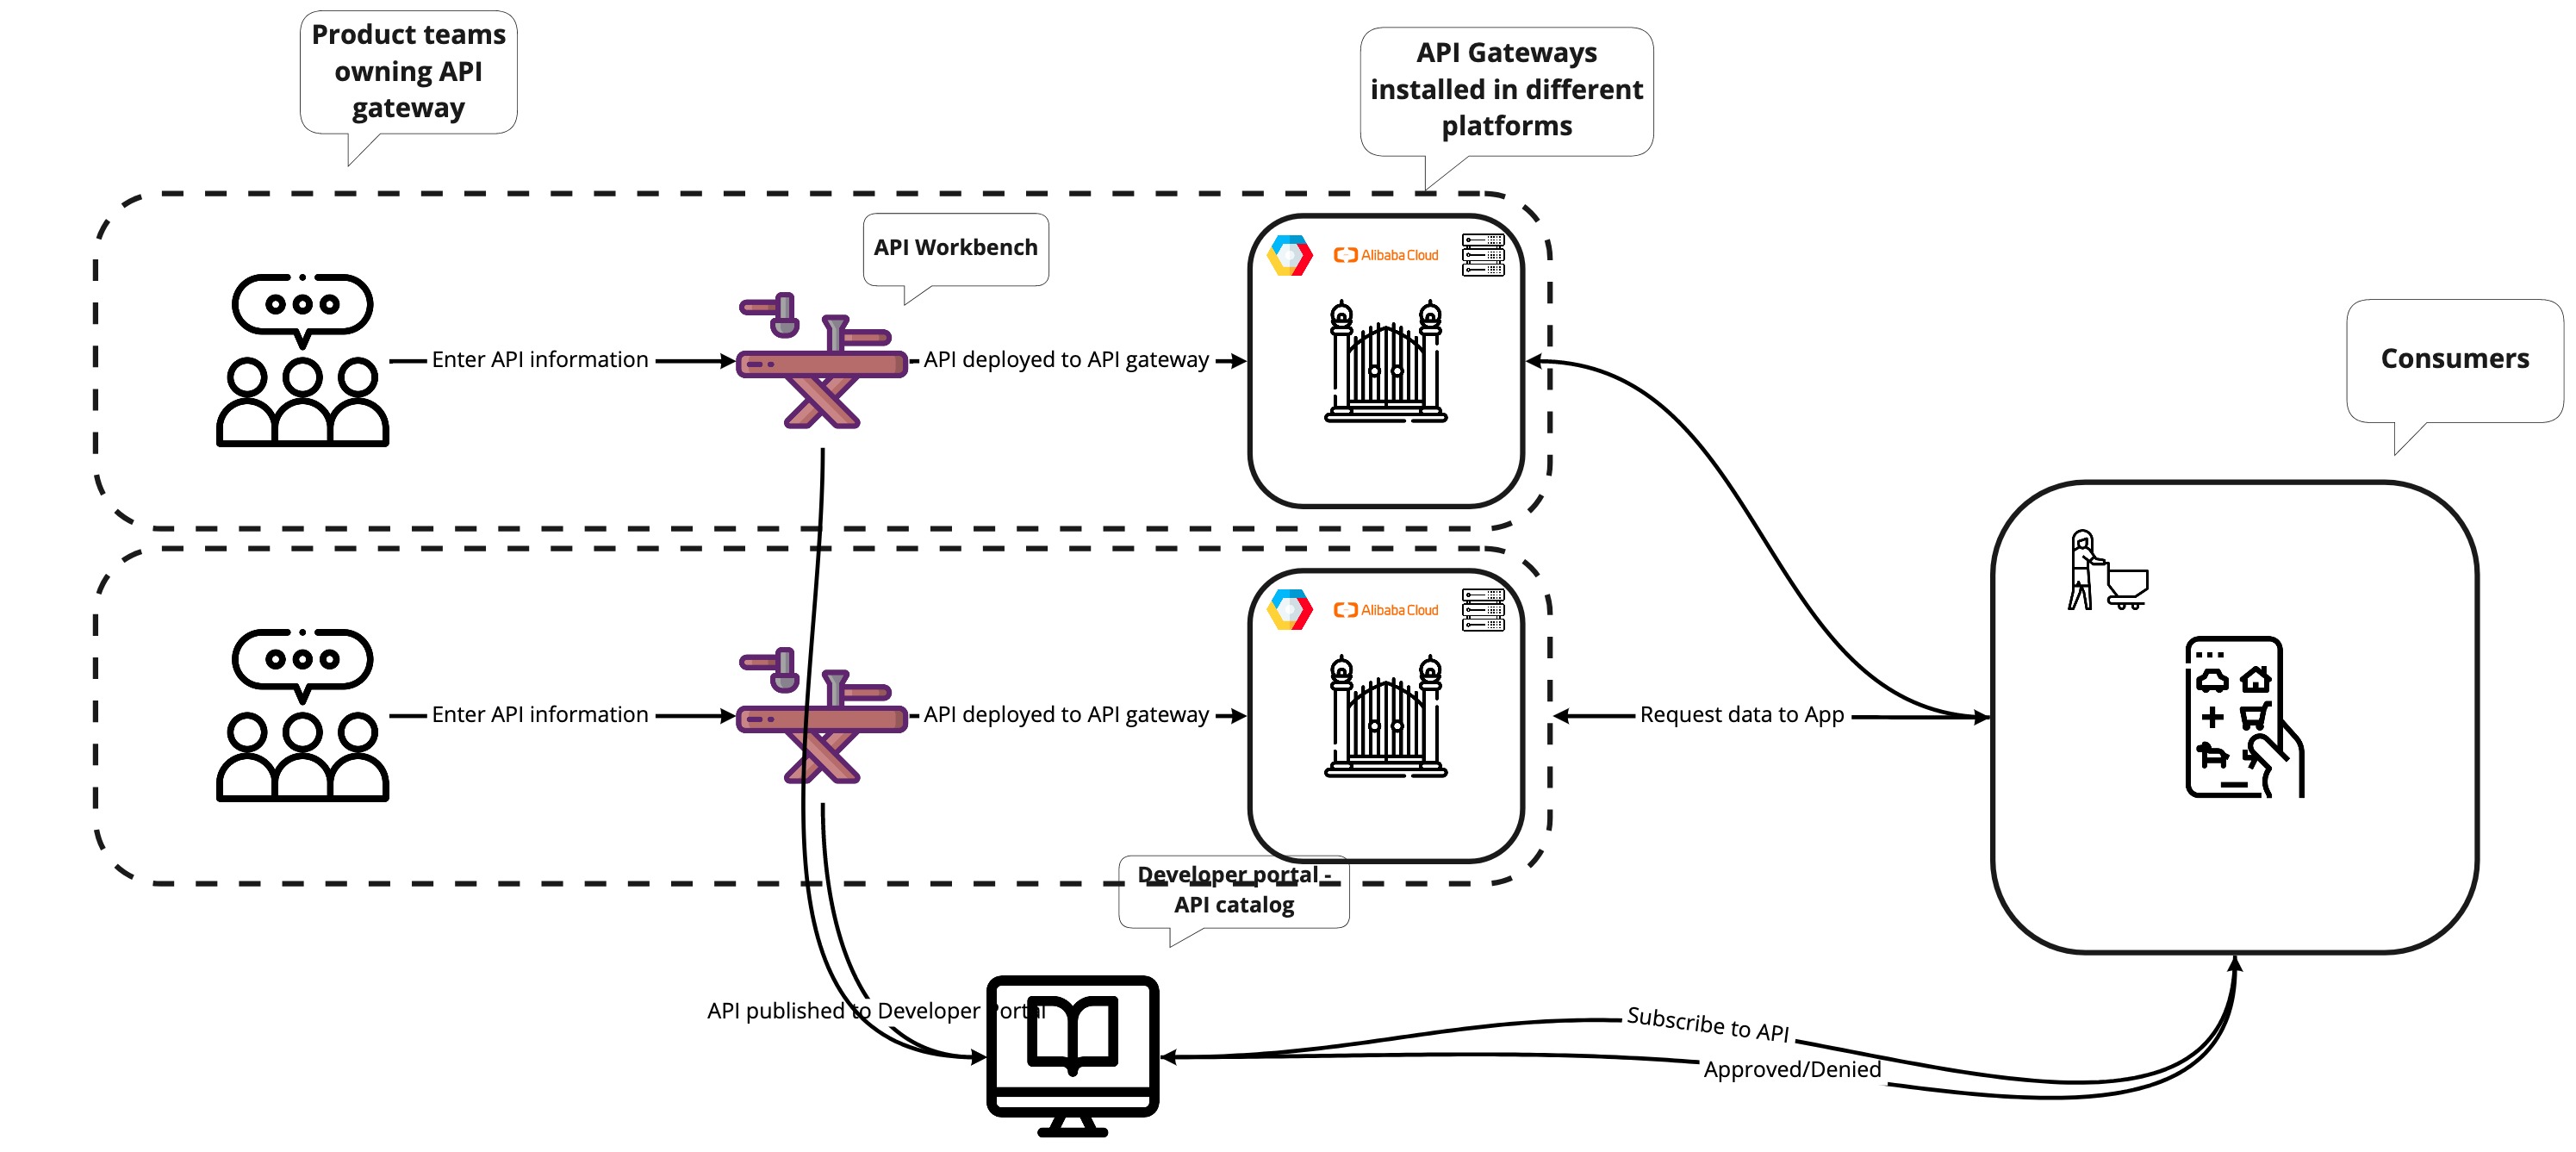 Product teams
owning API
gateway
API Gateways
installed in different
platforms
API Workbench
Alibaba Cloud
Consumers
Enter API information
API deployed to API gateway
Alibaba Cloud
Enter API information
API deployed to API gateway
Request data to App
Developer portal -
API catalog
API published to Developer Portal
Subscribe to API
Approved/Denied